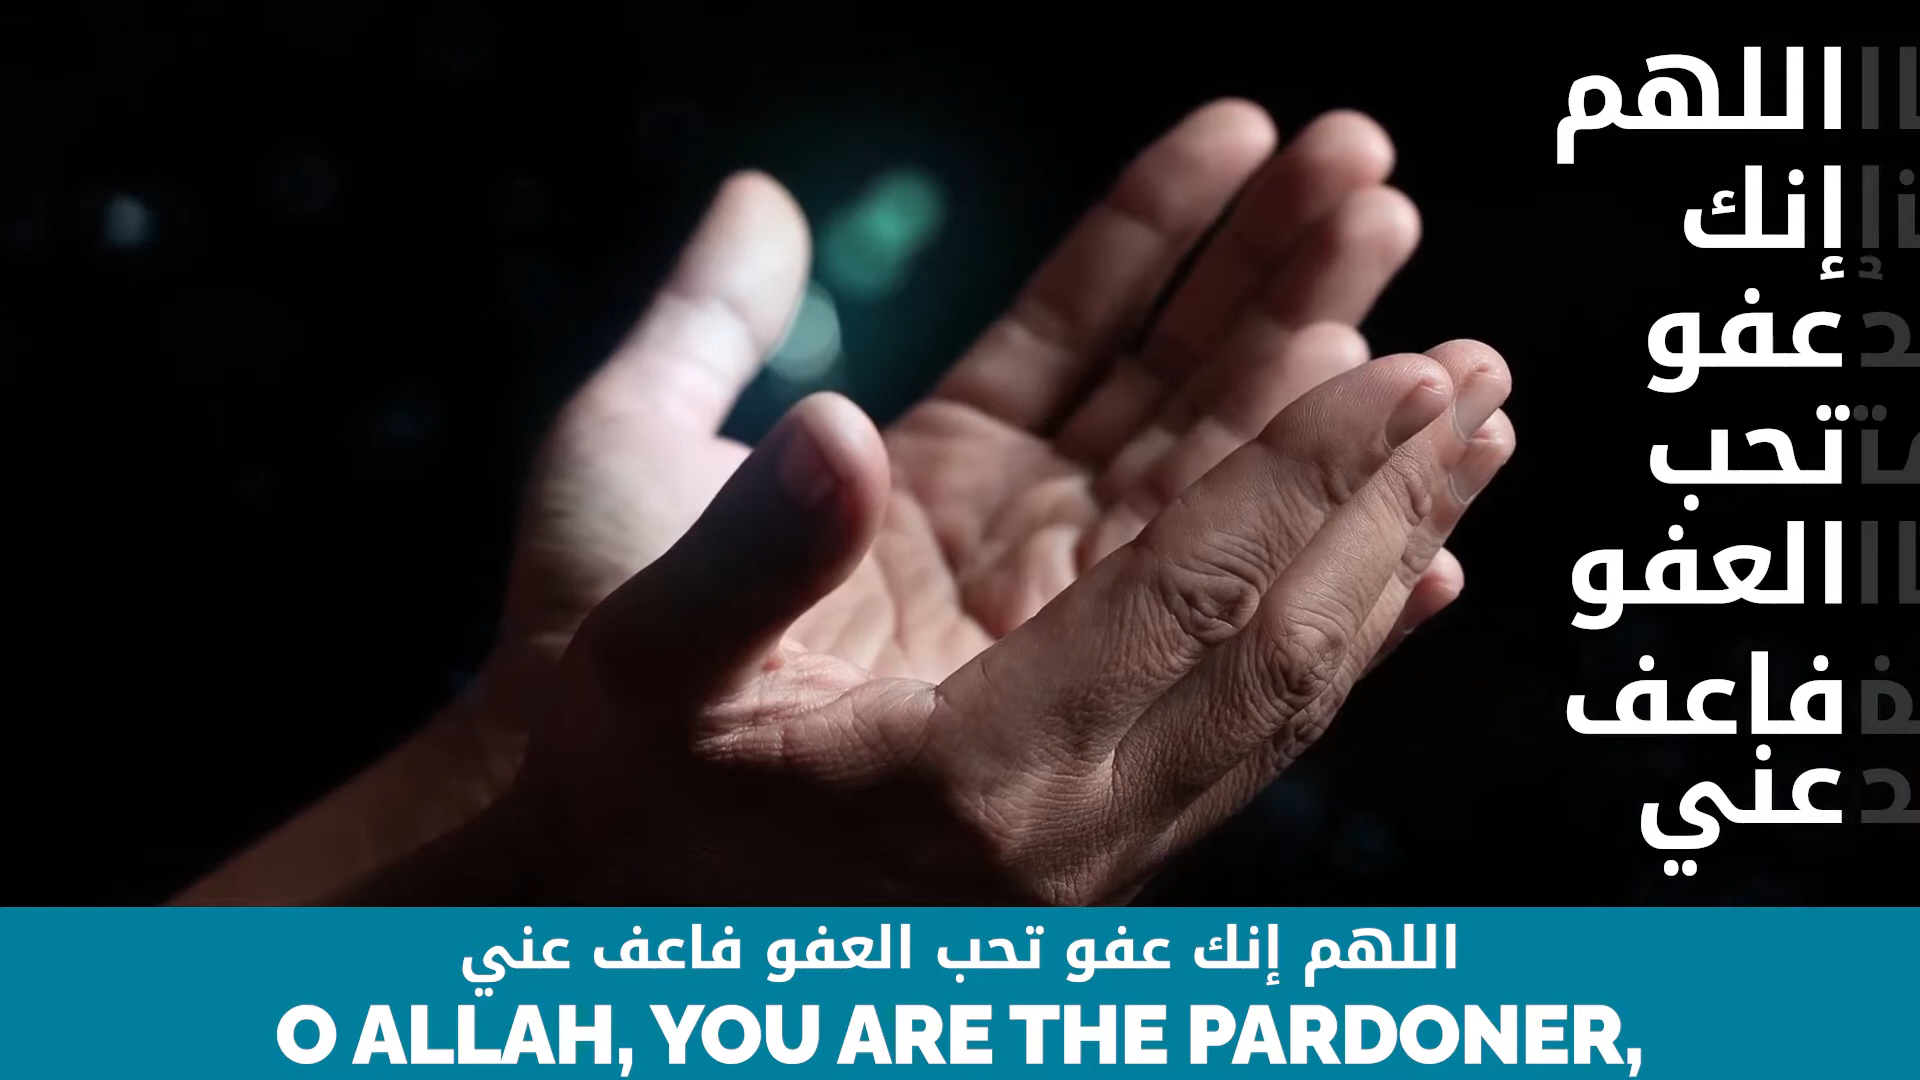 اللهم
إنك
عفو
تحب
العفو
فاعف
عني
اللهم إنك عفو تحب العفو فاعف عني
O ALLAH, YOU ARE THE PARDONER,